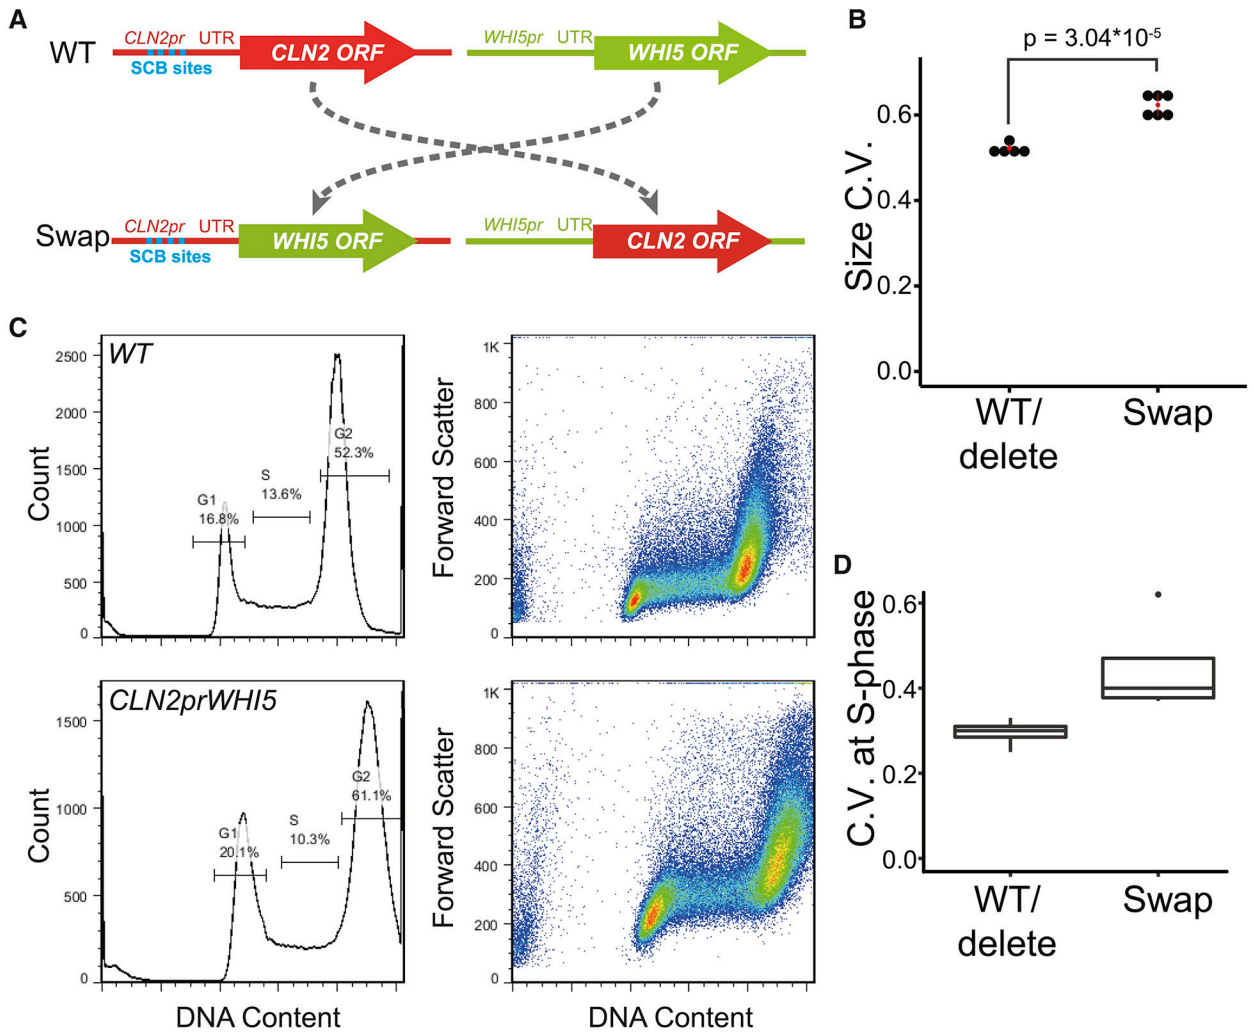 A
WT
CLN2pr UTR
SCB sites
CLN2 ORF
WHI5pr UTR
WHI5 ORF
Swap
CLN2pr UTR
SCB sites
WHI5 ORF
WHI5pr UTR
CLN2 ORF
B
p = 3.04*10-5
Size C.V.
0.6
0.4
0.2
0.0
WT/
delete
Swap
C
WT
Count
2500
2000
1500
1000
500
0
G1
16.8%
S
13.6%
G2
52.3%
Forward Scatter
1K
800
600
400
200
0
CLN2prWHI5
Count
1500
1000
500
0
G1
20.1%
S
10.3%
G2
61.1%
DNA Content
Forward Scatter
1K
800
600
400
200
0
DNA Content
D
C.V. at S-phase
0.6
0.4
0.2
0.0
WT/
delete
Swap